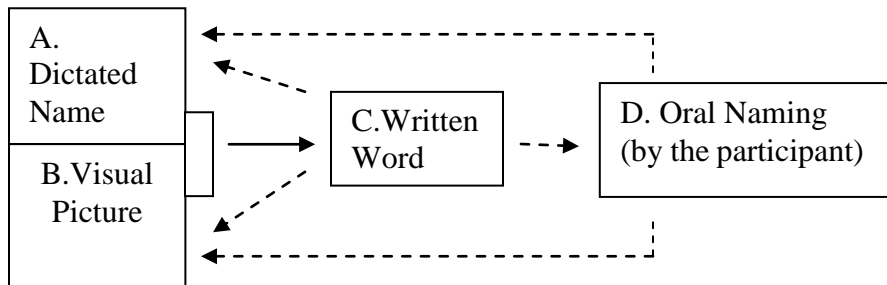 A.
Dictated
Name
B.Visual
Picture
C.Written
Word
D. Oral Naming
(by the participant)